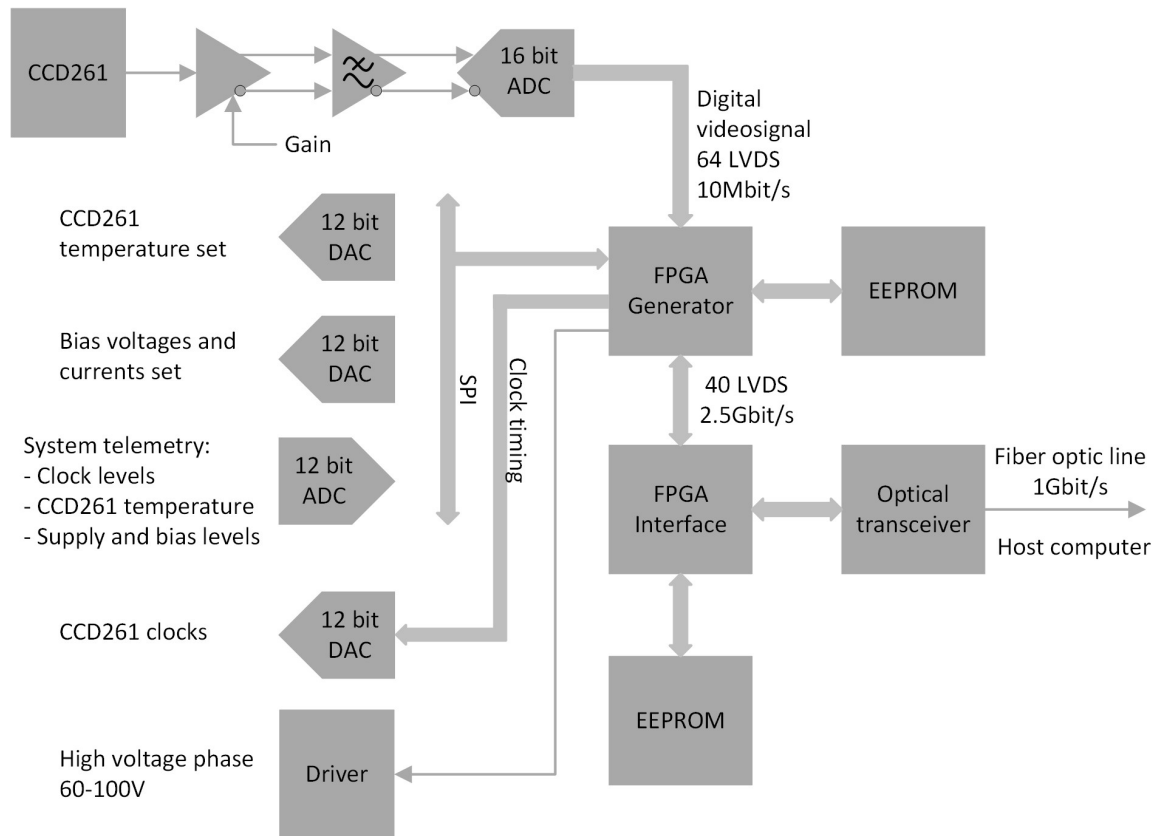 CCD261
16 bit
ADC
Gain
Digital
videosignal
64 LVDS
10Mbit/s
CCD261
temperature set
12 bit
DAC
FPGA
Generator
EEPROM
Bias voltages and
currents set
12 bit
DAC
SPI
Clock timing
40 LVDS
2.5Gbit/s
System telemetry:
- Clock levels
- CCD261 temperature
- Supply and bias levels
12 bit
ADC
FPGA
Interface
Optical
transceiver
Fiber optic line
1Gbit/s
Host computer
CCD261 clocks
12 bit
DAC
EEPROM
High voltage phase
60-100V
Driver